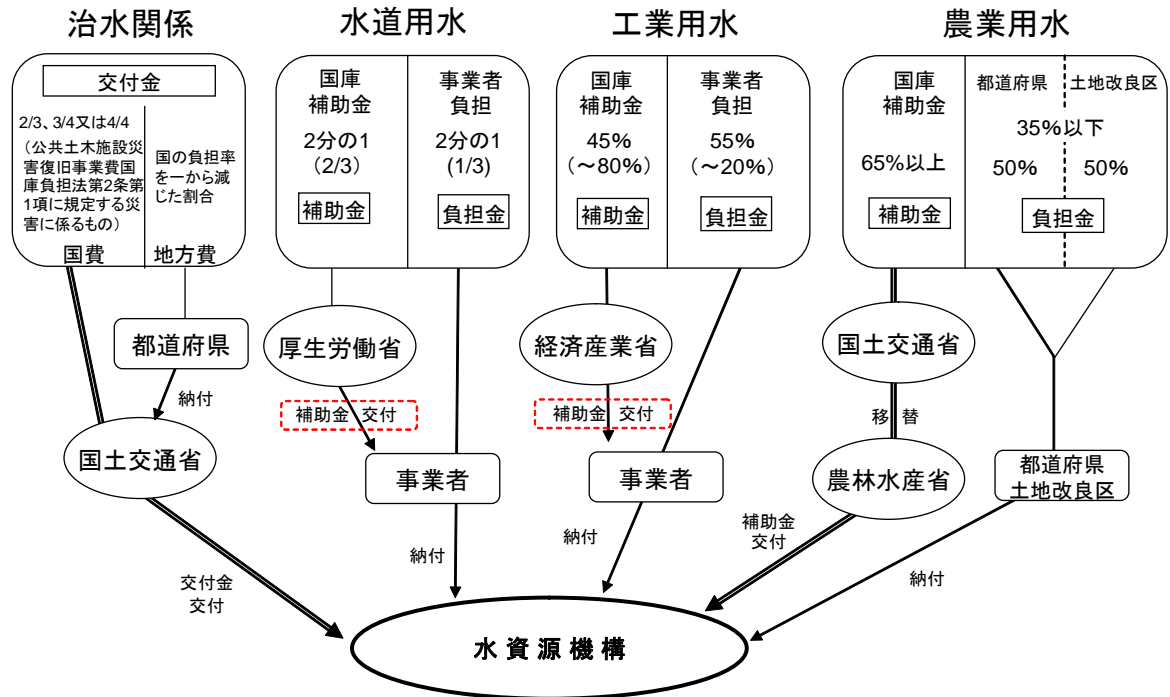 治水関係
水道用水
工業用水
農業用水
交付金
2/3、3/4又は4/4
（公共土木施設災
害復旧事業費国
庫負担法第2条第
1項に規定する災
害に係るもの）
国費
国の負担率
を一から減
じた割合
地方費
国庫
補助金
2分の1
(2/3)
補助金
事業者
負担
2分の1
(1/3)
負担金
国庫
補助金
45%
(～80%)
補助金
事業者
負担
55%
(～20%)
負担金
国庫
補助金
65%以上
補助金
都道府県
土地改良区
35%以下
50%
50%
負担金
都道府県
納付
国土交通省
交付金
交付
厚生労働省
補助金 交付
事業者
納付
経済産業省
補助金 交付
事業者
納付
国土交通省
移 替
農林水産省
補助金
交付
都道府県
土地改良区
納付
水資源機構